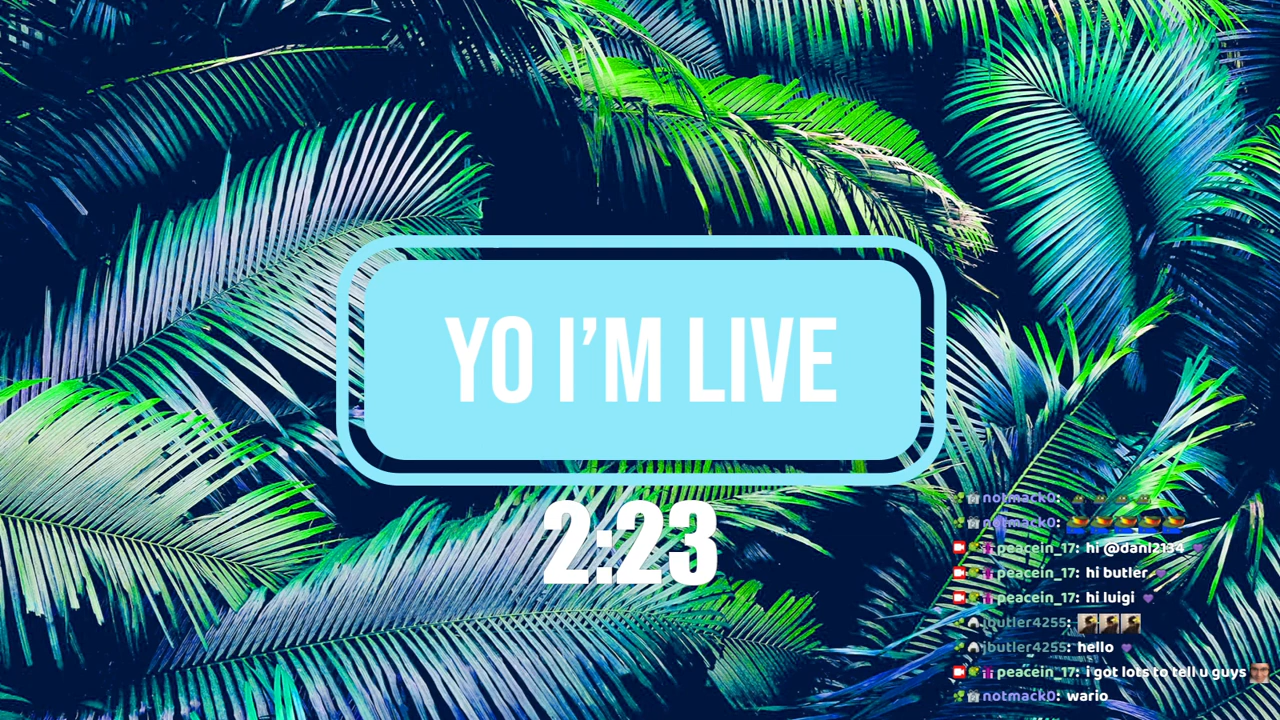 YO I'M LIVE
2:23
notmack0:
notmack0:
peacein_17: hi @dani2134
peacein_17: hi butler
peacein_17: hi luigi
jbutler4255:
jbutler4255: hello
peacein_17: i got lots to tell u guys
notmack0: wario